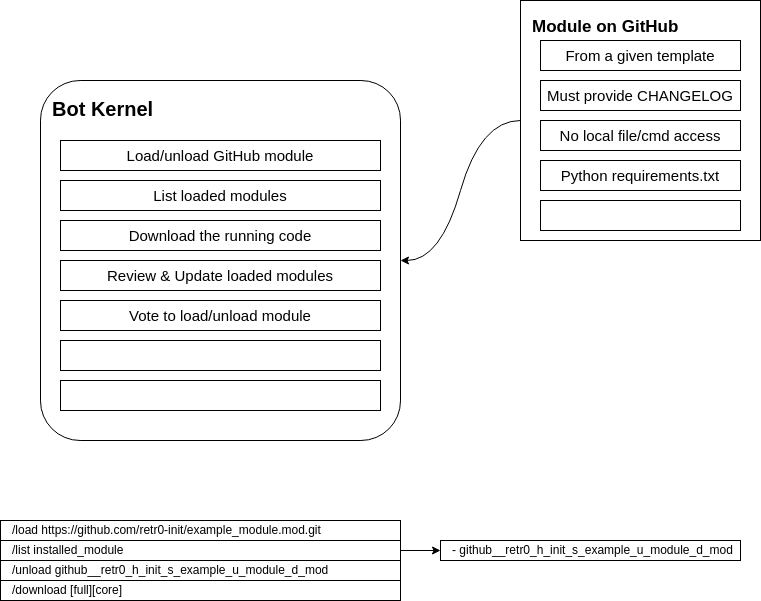 Module on GitHub
From a given template
Must provide CHANGELOG
No local file/cmd access
Python requirements.txt
Bot Kernel
Load/unload GitHub module
List loaded modules
Download the running code
Review & Update loaded modules
Vote to load/unload module
/load https://github.com/retr0-init/example_module.mod.git
/list installed_module
- github__retr0_h_init_s_example_u_module_d_mod
/unload github__retr0_h_init_s_example_u_module_d_mod
/download [full][core]